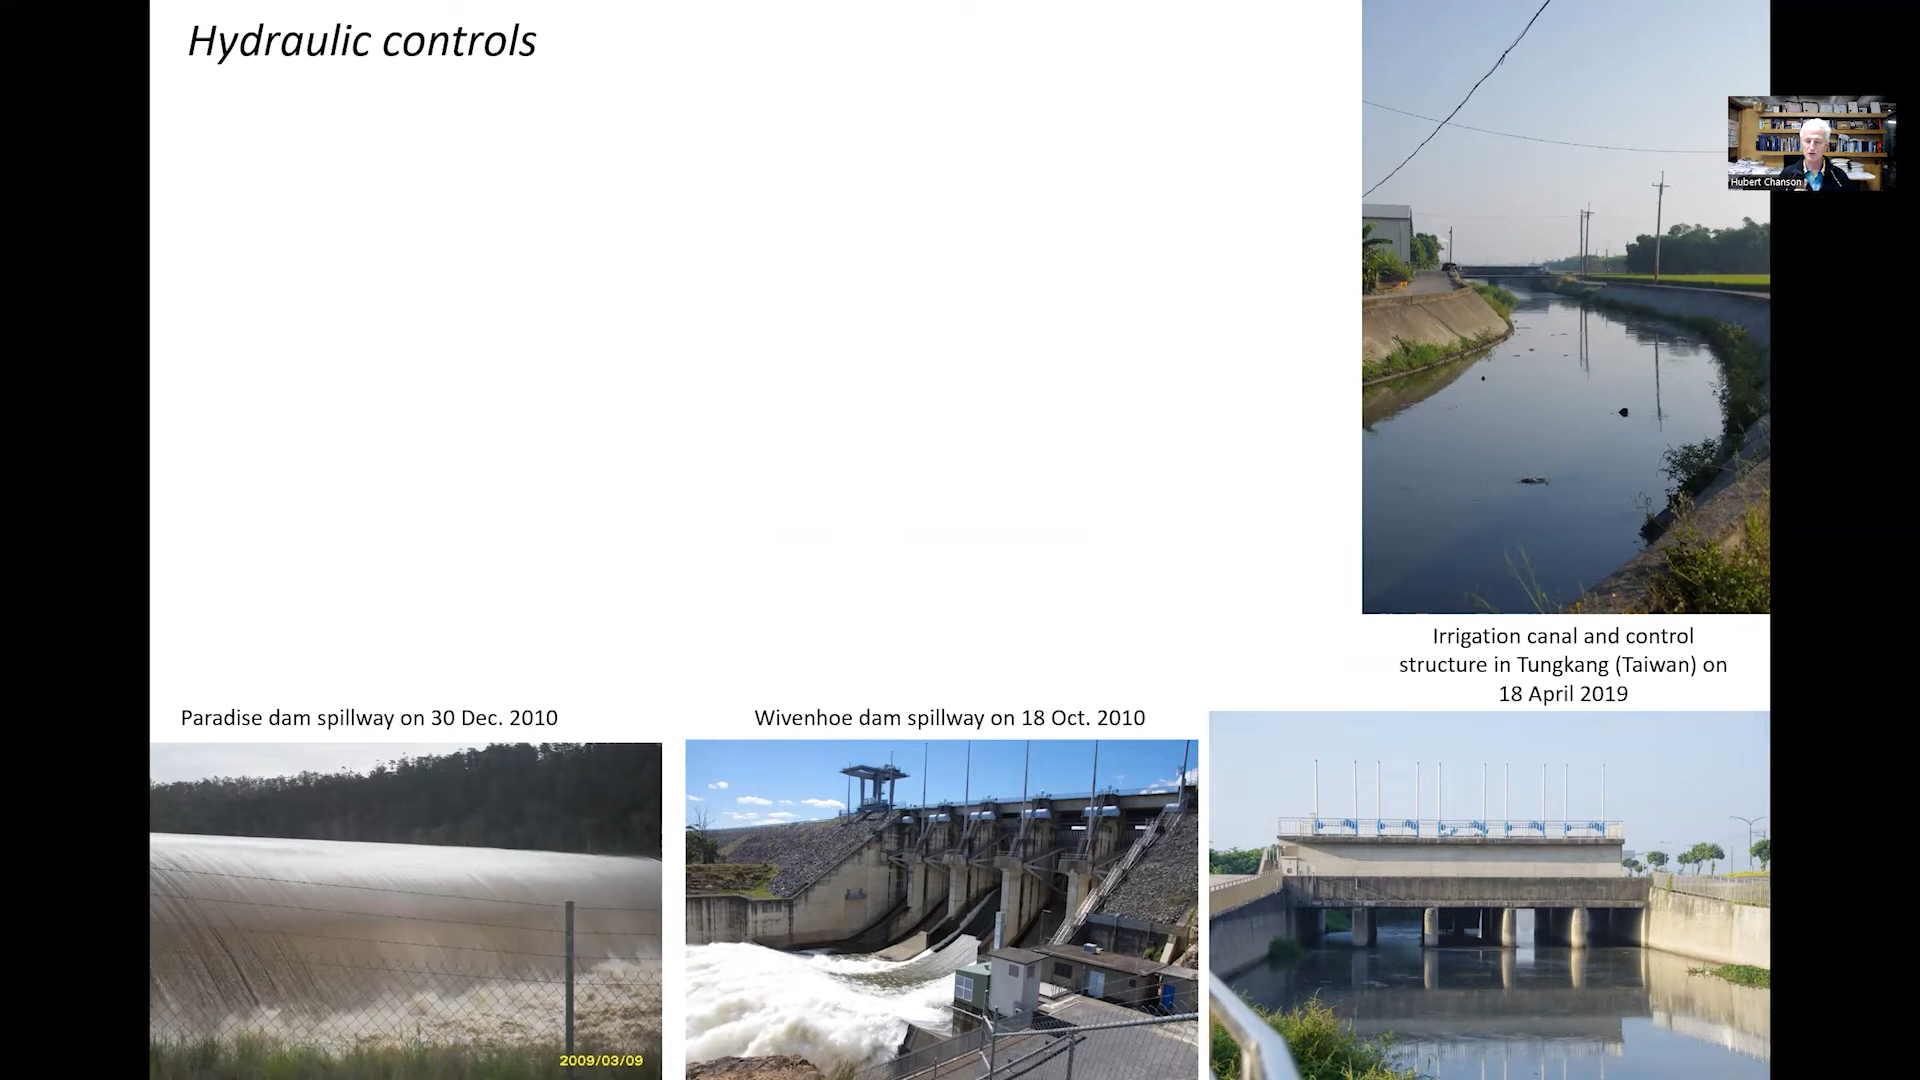 Hydraulic controls
Hubert Chanson
Irrigation canal and control
structure in Tungkang (Taiwan) on
18 April 2019
Paradise dam spillway on 30 Dec. 2010
Wivenhoe dam spillway on 18 Oct. 2010
2009/03/09